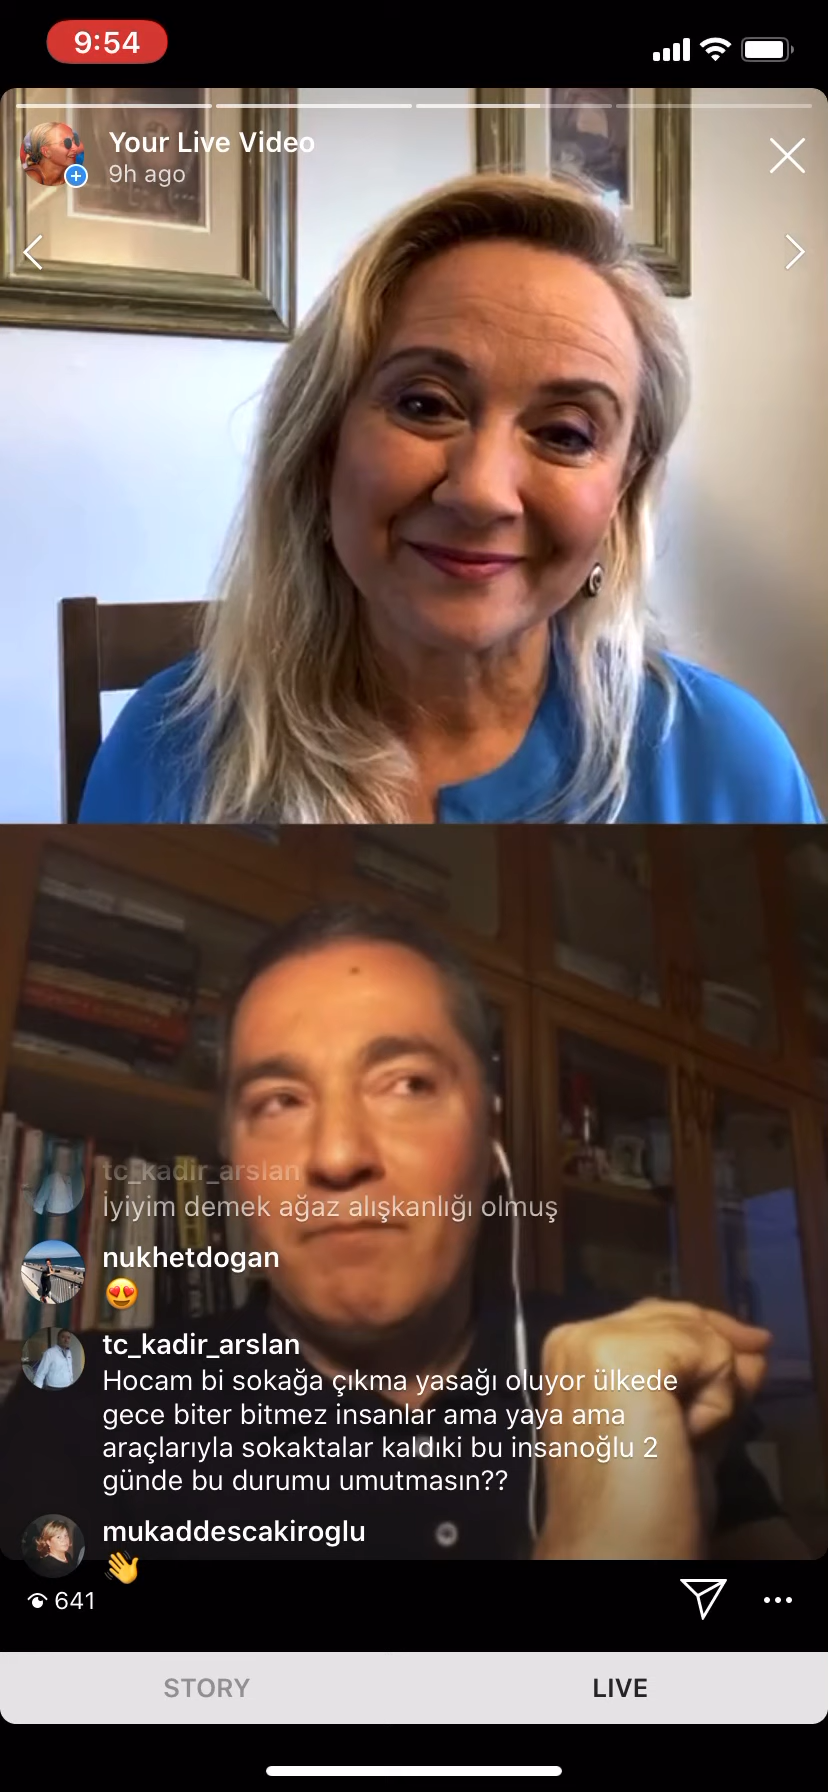 9:54
Your Live Video
9h ago
tc_kadir_arslan
İyiyim demek ağaz alışkanlığı olmuş
nukhetdogan
😍
tc_kadir_arslan
Hocam bi sokağa çıkma yasağı oluyor ülkede
gece biter bitmez insanlar ama yaya ama
araçlarıyla sokaktalar kaldıki bu insanoğlu 2
günde bu durumu umutmasın??
mukaddescakiroglu
👋
641
STORY
LIVE